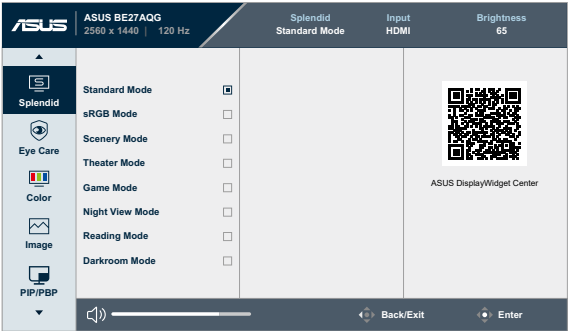 ASUS
ASUS BE27AQG
2560 x 1440 | 120 Hz
Splendid
Standard Mode
Input
HDMI
Brightness
65
Splendid
Eye Care
Color
Image
PIP/PBP
Standard Mode
sRGB Mode
Scenery Mode
Theater Mode
Game Mode
Night View Mode
Reading Mode
Darkroom Mode
ASUS DisplayWidget Center
Back/Exit
Enter